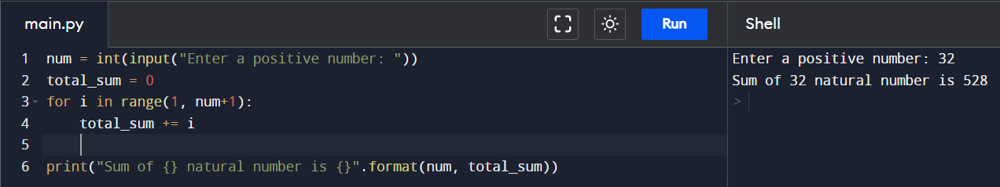 main.py
Run
Shell
1 num = int(input("Enter a positive number: "))
2 total_sum = 0
3 for i in range(1, num+1):
4     total_sum += i
5
6 print("Sum of {} natural number is {}".format(num, total_sum))
Enter a positive number: 32
Sum of 32 natural number is 528
>